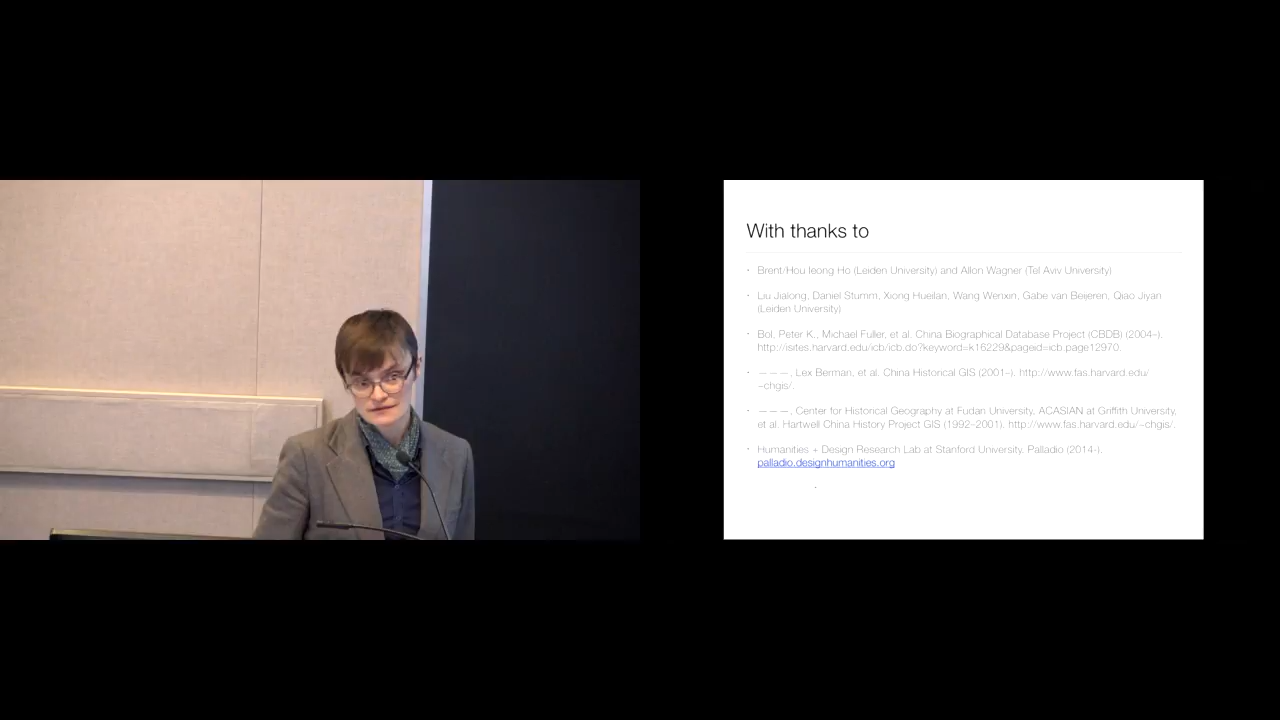 With thanks to
• Brent/Hou Ieong Ho (Leiden University) and Allon Wagner (Tel Aviv University)
• Liu Jialong, Daniel Stumm, Xiong Hueilan, Wang Wenxin, Gabe van Beijeren, Qiao Jiyan
(Leiden University)
• Bol, Peter K., Michael Fuller, et al. China Biographical Database Project (CBDB) (2004–).
http://isites.harvard.edu/icb/icb.do?keyword=k16229&pageid=icb.page12970.
• ———, Lex Berman, et al. China Historical GIS (2001–). http://www.fas.harvard.edu/
~chgis/.
• ———, Center for Historical Geography at Fudan University, ACASIAN at Griffith University,
et al. Hartwell China History Project GIS (1992–2001). http://www.fas.harvard.edu/~chgis/.
• Humanities + Design Research Lab at Stanford University. Palladio (2014-).
palladio.designhumanities.org